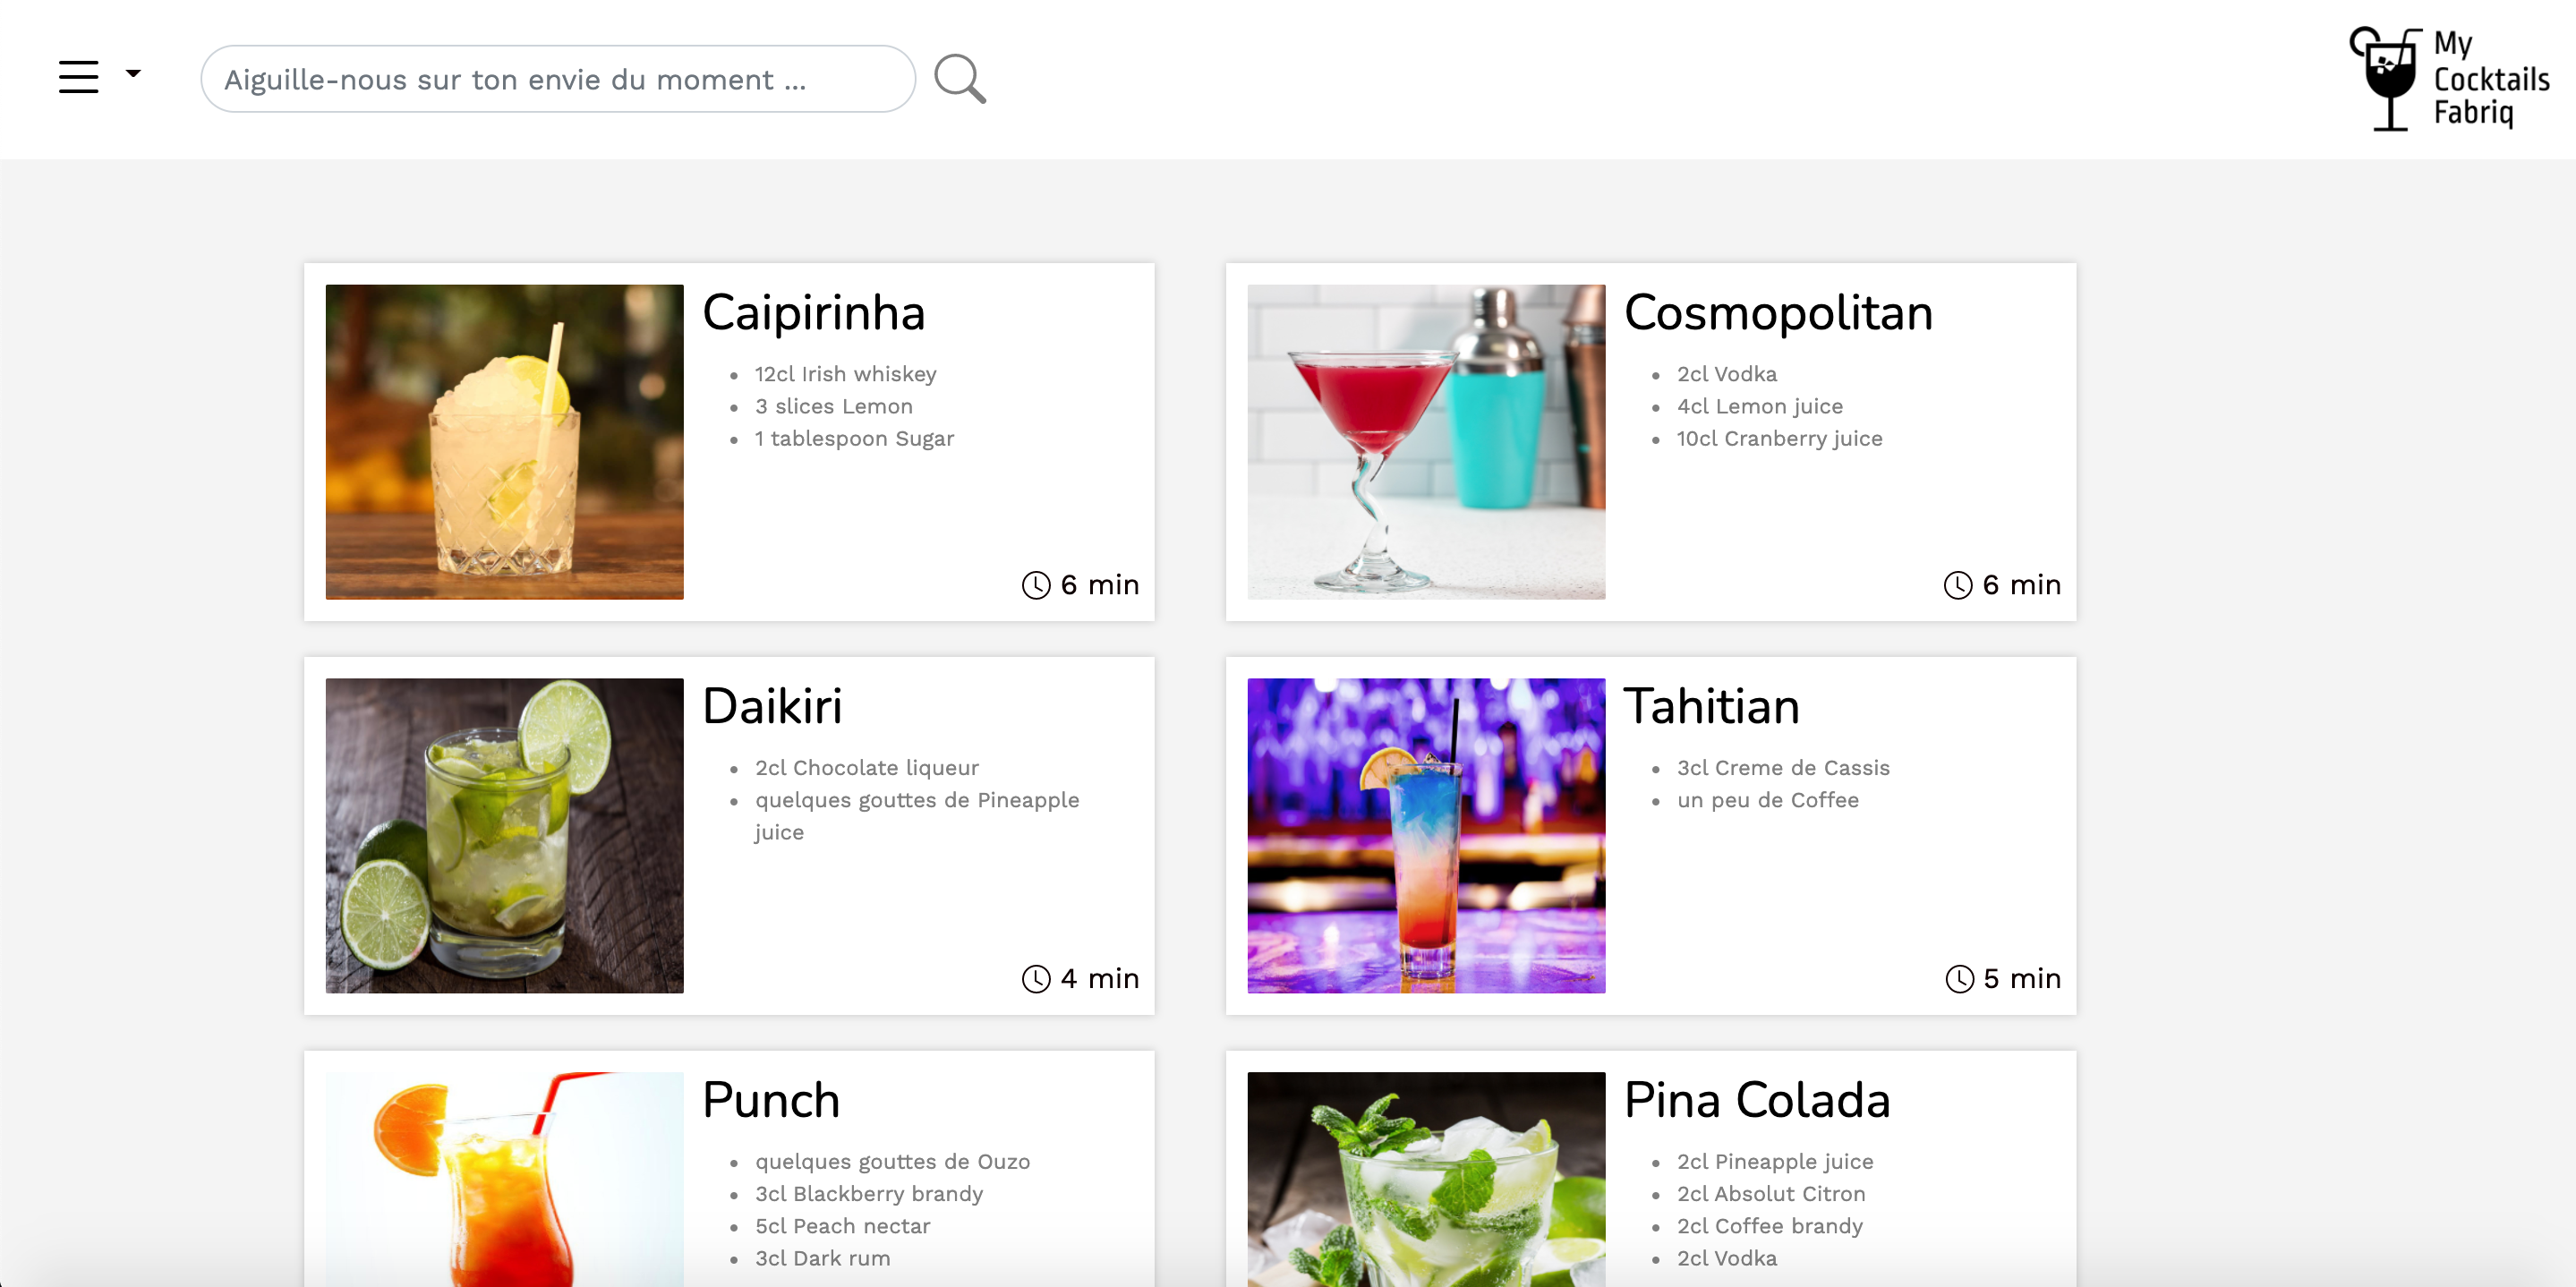 Aiguille-nous sur ton envie du moment ...
My
Cocktails
Fabriq
Caipirinha
12cl Irish whiskey
3 slices Lemon
1 tablespoon Sugar
6 min
Cosmopolitan
2cl Vodka
4cl Lemon juice
10cl Cranberry juice
6 min
Daikiri
2cl Chocolate liqueur
quelques gouttes de Pineapple
juice
4 min
Tahitian
3cl Creme de Cassis
un peu de Coffee
5 min
Punch
quelques gouttes de Ouzo
3cl Blackberry brandy
5cl Peach nectar
3cl Dark rum
Pina Colada
2cl Pineapple juice
2cl Absolut Citron
2cl Coffee brandy
2cl Vodka